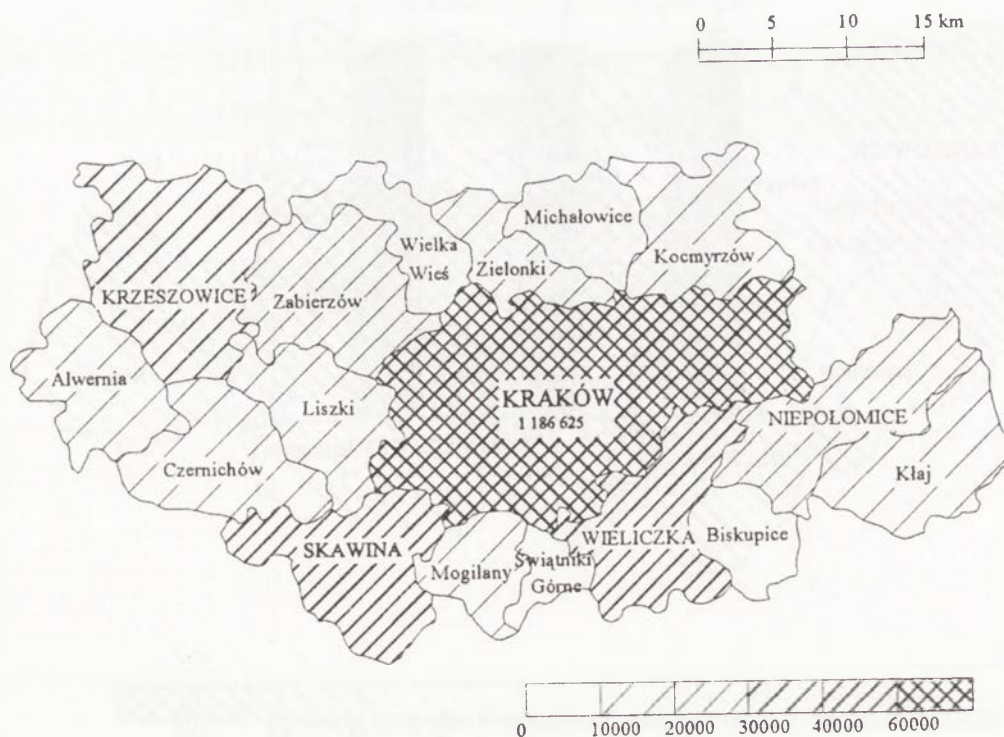 0 5 10 15 km
Michałowice
Wielka
Wieś
Zielonki
Kocmyrzów
KRZESZOWICE
Zabierzów
Alwernia
Liszki
KRAKÓW
1 186 625
NIEPOŁOMICE
Czernichów
Kłaj
SKAWINA
WIELICZKA
Biskupice
Mogilany
Świątniki
Górne
0 10000 20000 30000 40000 60000